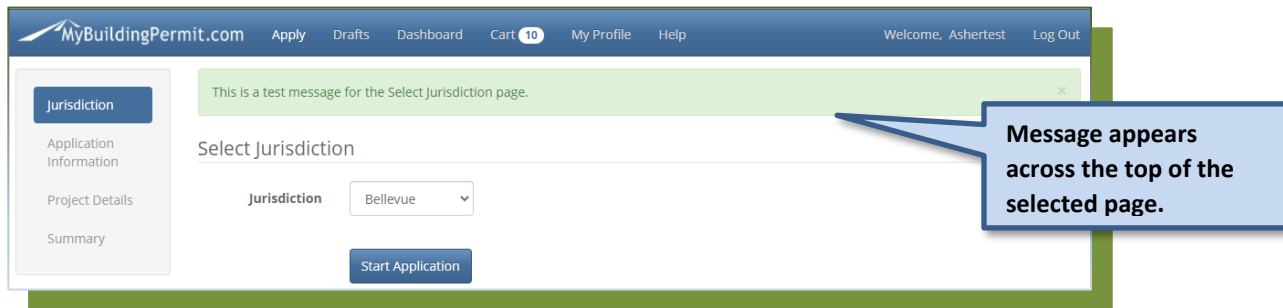 MyBuildingPermit.com Apply Drafts Dashboard Cart 10 My Profile Help Welcome, Ashertest Log Out
Jurisdiction
Application
Information
Project Details
Summary
This is a test message for the Select Jurisdiction page. ×
Select Jurisdiction
Jurisdiction Bellevue
Start Application
Message appears
across the top of the
selected page.